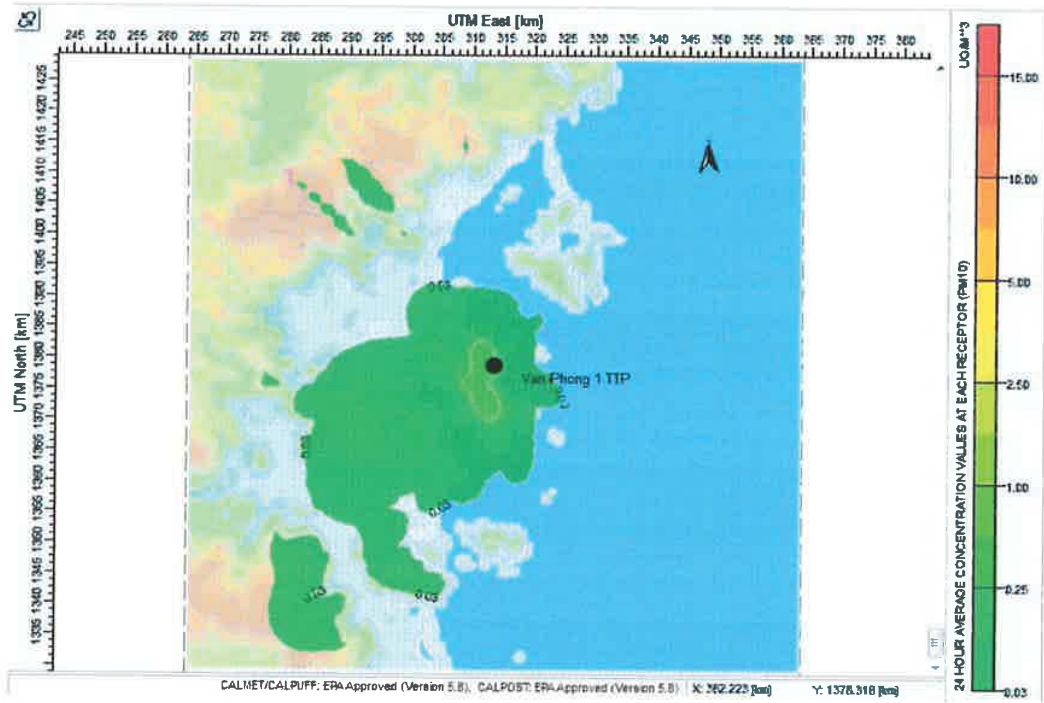 UTM East [km]
245 250 255 260 265 270 275 280 285 290 295 300 305 310 315 320 325 330 335 340 345 350 355 360 365 370 375 380
UTM North [km]
1335 1340 1345 1350 1355 1360 1365 1370 1375 1380 1385 1390 1395 1400 1405 1410 1415 1420 1425
0.03
Van Phong 1 TTP
0.03
0.03
0.03
0.03
24 HOUR AVERAGE CONCENTRATION VALUES AT EACH RECEPTOR (PM10)
UG/M**3
15.00
10.00
5.00
2.50
1.00
0.25
0.03
CALMET/CALPUFF: EPA Approved (Version 5.8), CALPOST: EPA Approved (Version 5.8)
Y: 1378.318 [km]